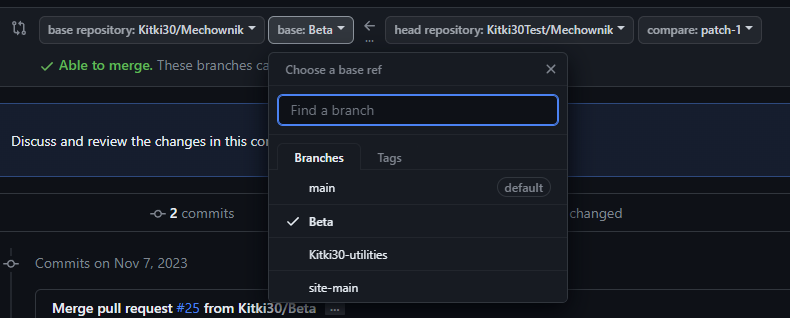 base repository: Kitki30/Mechownik base: Beta head repository: Kitki30Test/Mechownik compare: patch-1
Able to merge. These branches ca
Choose a base ref
Find a branch
Discuss and review the changes in this co
Branches Tags
main default
2 commits
changed
Beta
Kitki30-utilities
Commits on Nov 7, 2023
site-main
Merge pull request #25 from Kitki30/Beta ...